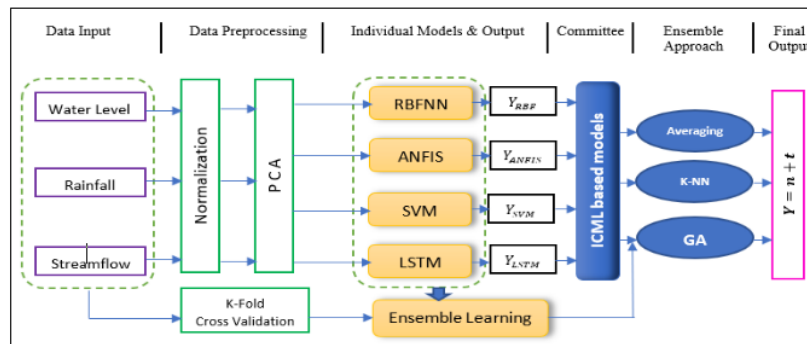 Data Input
Data Preprocessing
Individual Models & Output
Committee
Ensemble
Approach
Final
Output
Water Level
Rainfall
Streamflow
Normalization
PCA
RBFNN
ANFIS
SVM
LSTM
Y_RBF
Y_ANFIS
Y_SVM
Y_LSTM
ICML based models
Averaging
K-NN
GA
Y = n + t
K-Fold
Cross Validation
Ensemble Learning